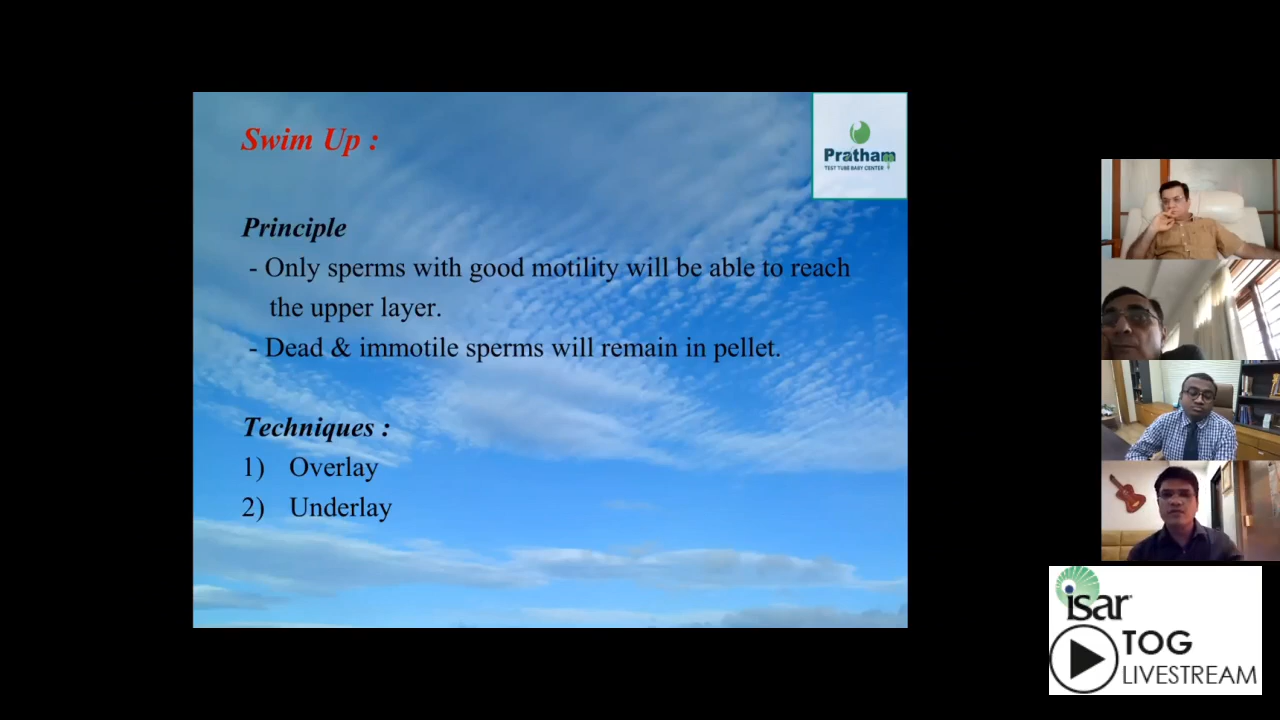 Swim Up :
Pratham
TEST TUBE BABY CENTER
Principle
- Only sperms with good motility will be able to reach
the upper layer.
- Dead & immotile sperms will remain in pellet.
Techniques :
1) Overlay
2) Underlay
isar
TOG
LIVESTREAM